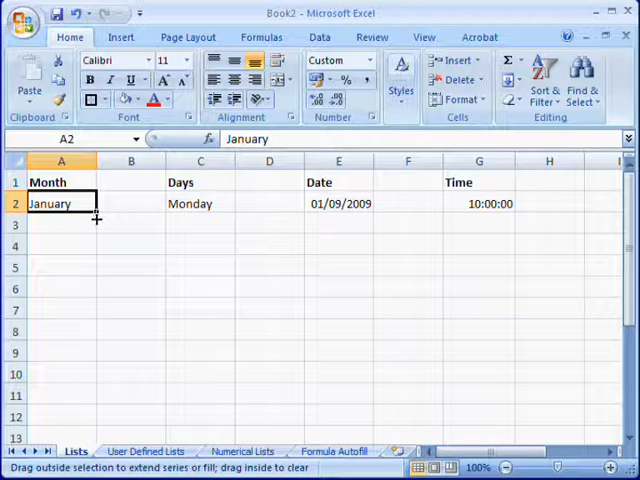 Book2 - Microsoft Excel
Home Insert Page Layout Formulas Data Review View Acrobat
Calibri 11 Custom Insert Σ
Paste B I U A A % Styles Delete Sort & Find &
A Format Filter Select
Clipboard Font Alignment Number Cells Editing
A2 fx January
A B C D E F G H I
1 Month Days Date Time
2 January Monday 01/09/2009 10:00:00
3
4
5
6
7
8
9
10
11
12
13
Lists User Defined Lists Numerical Lists Formula Autofill
Drag outside selection to extend series or fill; drag inside to clear 100%